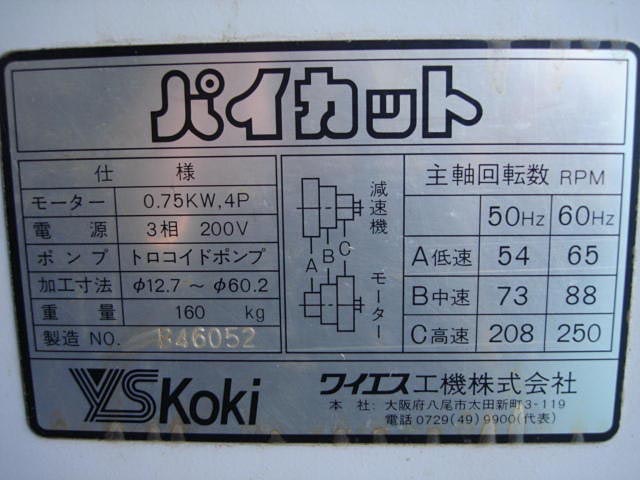 パイカット
仕様
モーター 0.75KW,4P
電源 3相 200V
ポンプ トロコイドポンプ
加工寸法 φ12.7 ～ φ60.2
重量 160 kg
製造 NO. B46052
減速機
A B C
モーター
主軸回転数 RPM
50Hz 60Hz
A低速 54 65
B中速 73 88
C高速 208 250
YS Koki
ワイエス工機株式会社
本社:大阪府八尾市太田新町3-119
電話 0729(49)9900(代表)